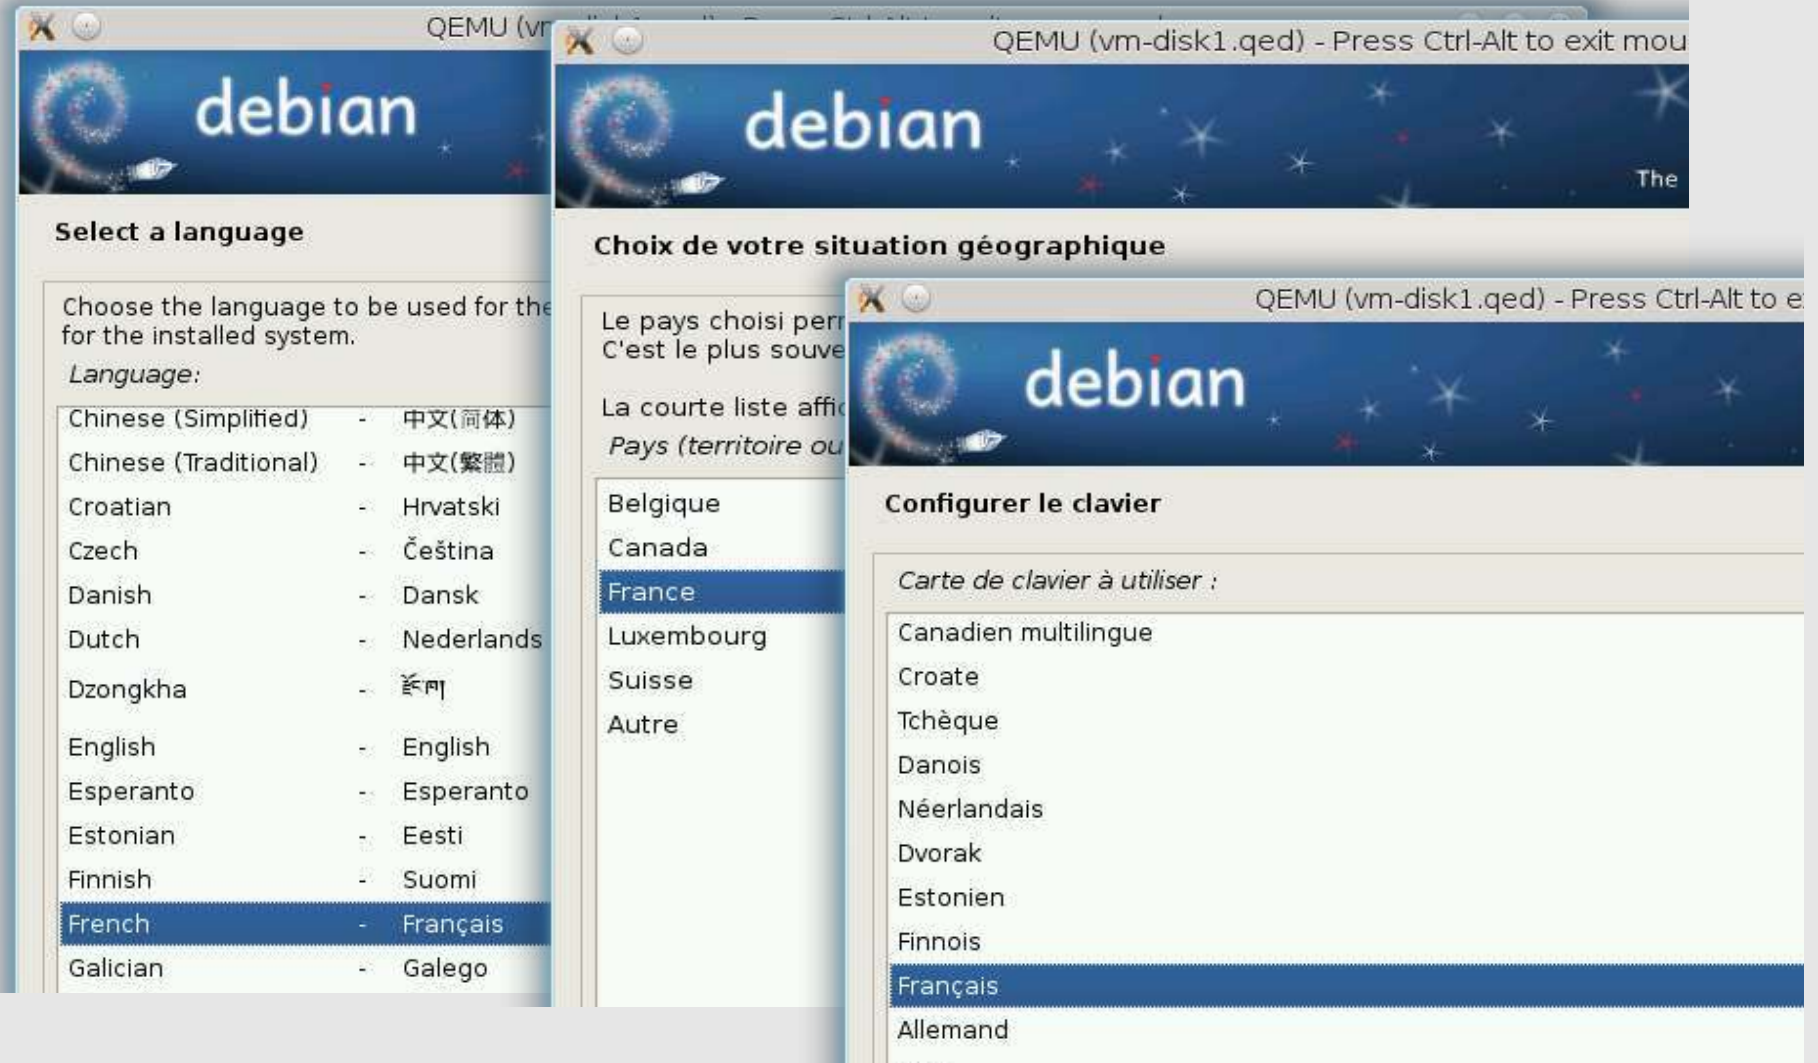 QEMU (vm-disk1.qed) - Press Ctrl-Alt to exit mou
debian
The
Select a language
Choose the language to be used for the
for the installed system.
Language:
Chinese (Simplified) - 中文(简体)
Chinese (Traditional) - 中文(繁體)
Croatian - Hrvatski
Czech - Čeština
Danish - Dansk
Dutch - Nederlands
Dzongkha - རྫོང་ཁ།
English - English
Esperanto - Esperanto
Estonian - Eesti
Finnish - Suomi
French - Français
Galician - Galego
debian
Choix de votre situation géographique
Le pays choisi
C'est le plus
La courte liste
Pays (territoire ou
Belgique
Canada
France
Luxembourg
Suisse
Autre
QEMU (vm-disk1.qed) - Press Ctrl-Alt to e
debian
Configurer le clavier
Carte de clavier à utiliser :
Canadien multilingue
Croate
Tchèque
Danois
Néerlandais
Dvorak
Estonien
Finnois
Français
Allemand